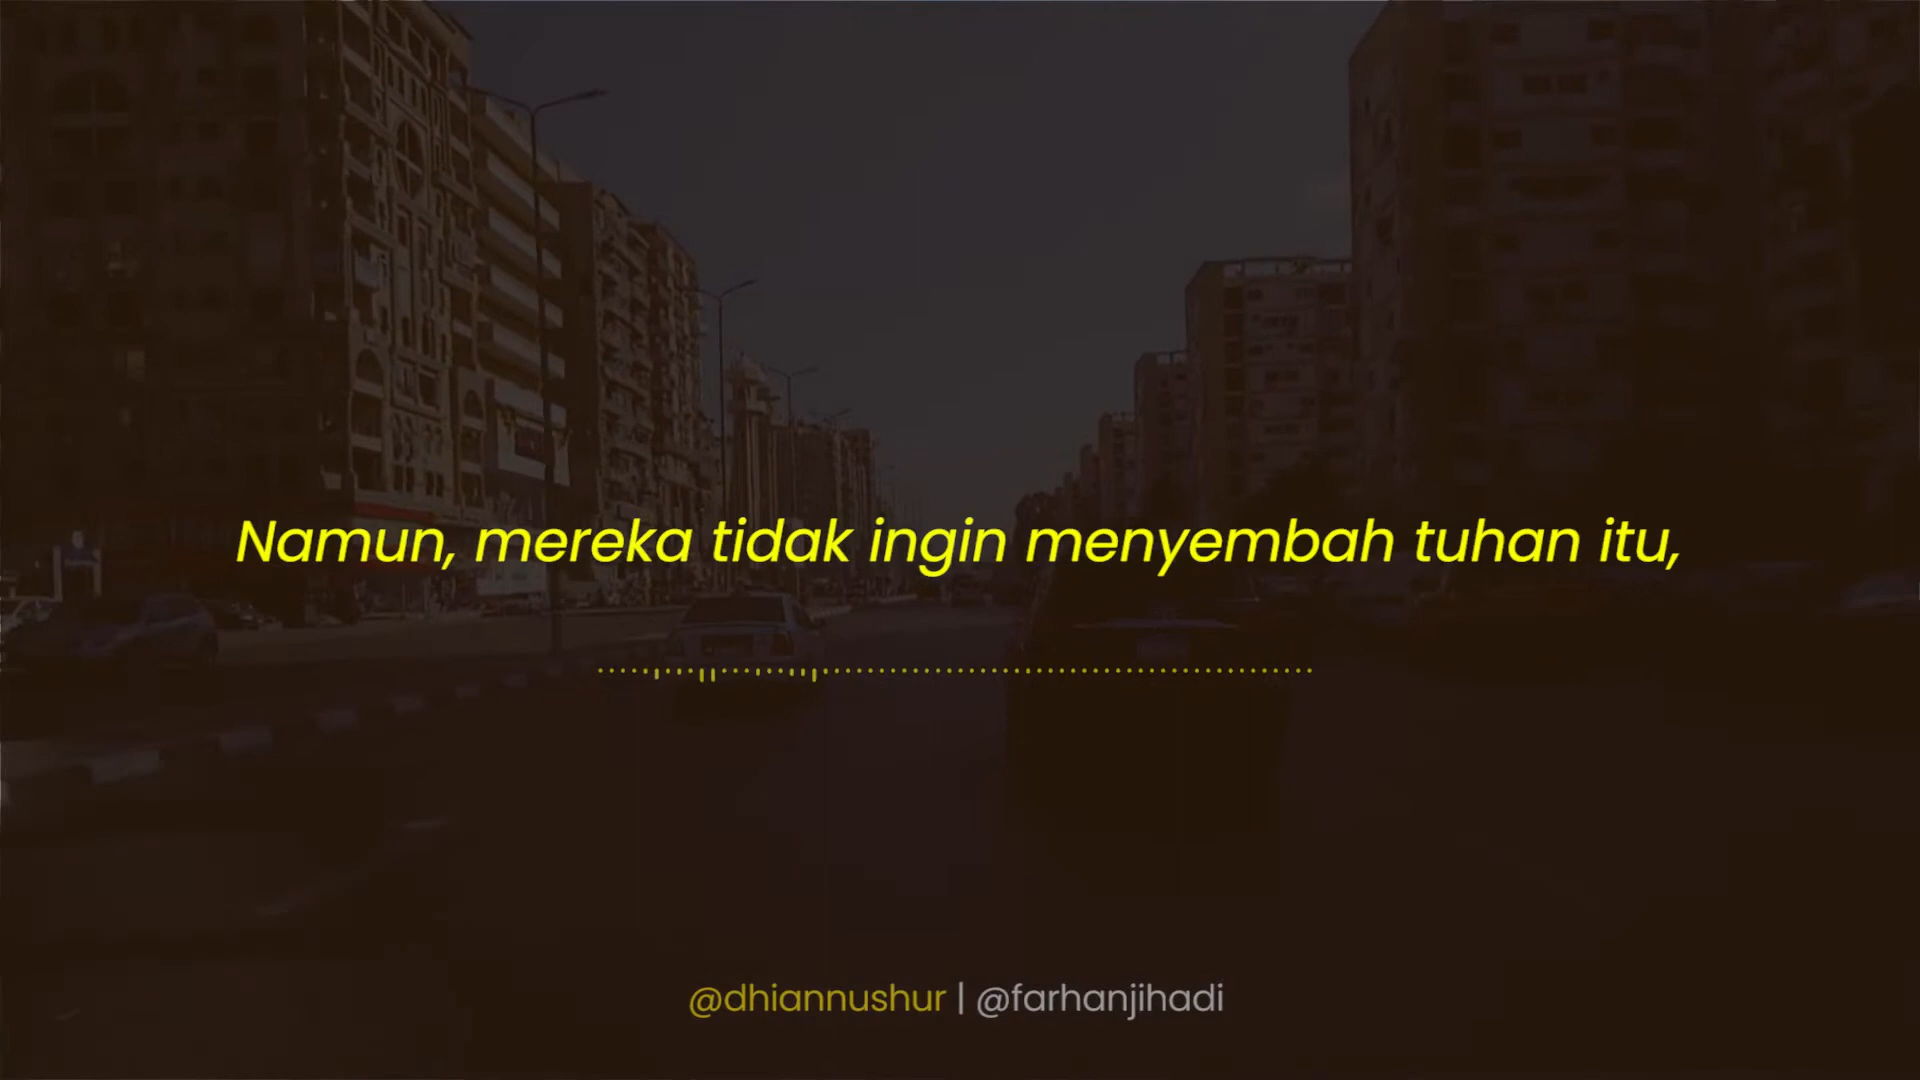 Namun, mereka tidak ingin menyembah tuhan itu,
@dhiannushur | @farhanjihadi